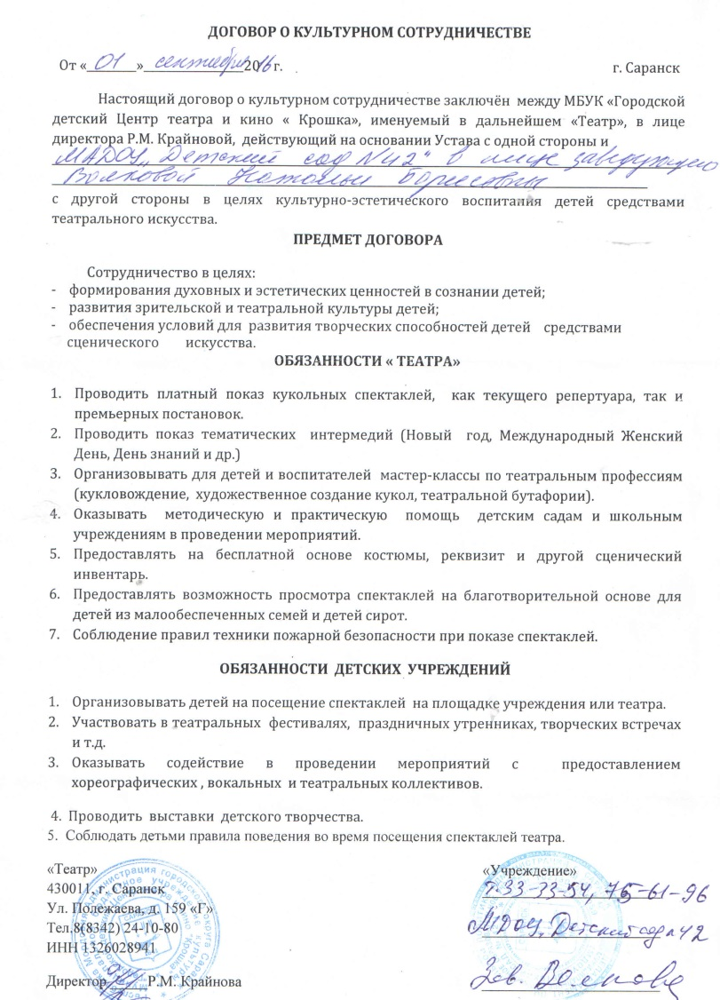 ДОГОВОР О КУЛЬТУРНОМ СОТРУДНИЧЕСТВЕ
От «01» сентября 2016 г. г. Саранск
Настоящий договор о культурном сотрудничестве заключён между МБУК «Городской
детский Центр театра и кино « Крошка», именуемый в дальнейшем «Театр», в лице
директора Р.М. Крайновой, действующий на основании Устава с одной стороны и
МАДОУ „Детский сад №42" в лице заведующего
Волковой Натальи Борисовны
с другой стороны в целях культурно-эстетического воспитания детей средствами
театрального искусства.
ПРЕДМЕТ ДОГОВОРА
Сотрудничество в целях:
- формирования духовных и эстетических ценностей в сознании детей;
- развития зрительской и театральной культуры детей;
- обеспечения условий для развития творческих способностей детей средствами
сценического искусства.
ОБЯЗАННОСТИ « ТЕАТРА»
1. Проводить платный показ кукольных спектаклей, как текущего репертуара, так и
премьерных постановок.
2. Проводить показ тематических интермедий (Новый год, Международный Женский
День, День знаний и др.)
3. Организовывать для детей и воспитателей мастер-классы по театральным профессиям
(кукловождение, художественное создание кукол, театральной бутафории).
4. Оказывать методическую и практическую помощь детским садам и школьным
учреждениям в проведении мероприятий.
5. Предоставлять на бесплатной основе костюмы, реквизит и другой сценический
инвентарь.
6. Предоставлять возможность просмотра спектаклей на благотворительной основе для
детей из малообеспеченных семей и детей сирот.
7. Соблюдение правил техники пожарной безопасности при показе спектаклей.
ОБЯЗАННОСТИ ДЕТСКИХ УЧРЕЖДЕНИЙ
1. Организовывать детей на посещение спектаклей на площадке учреждения или театра.
2. Участвовать в театральных фестивалях, праздничных утренниках, творческих встречах
и т.д.
3. Оказывать содействие в проведении мероприятий с предоставлением
хореографических , вокальных и театральных коллективов.
4. Проводить выставки детского творчества.
5. Соблюдать детьми правила поведения во время посещения спектаклей театра.
«Театр»
430011, г. Саранск
Ул. Полежаева, д. 159 «Г»
Тел.8(8342) 24-10-80
ИНН 1326028941
Директор Р.М. Крайнова
«Учреждение»
т.33-33-54, 76-61-96
МДОУ „Детский сад №42
Зав. Волкова